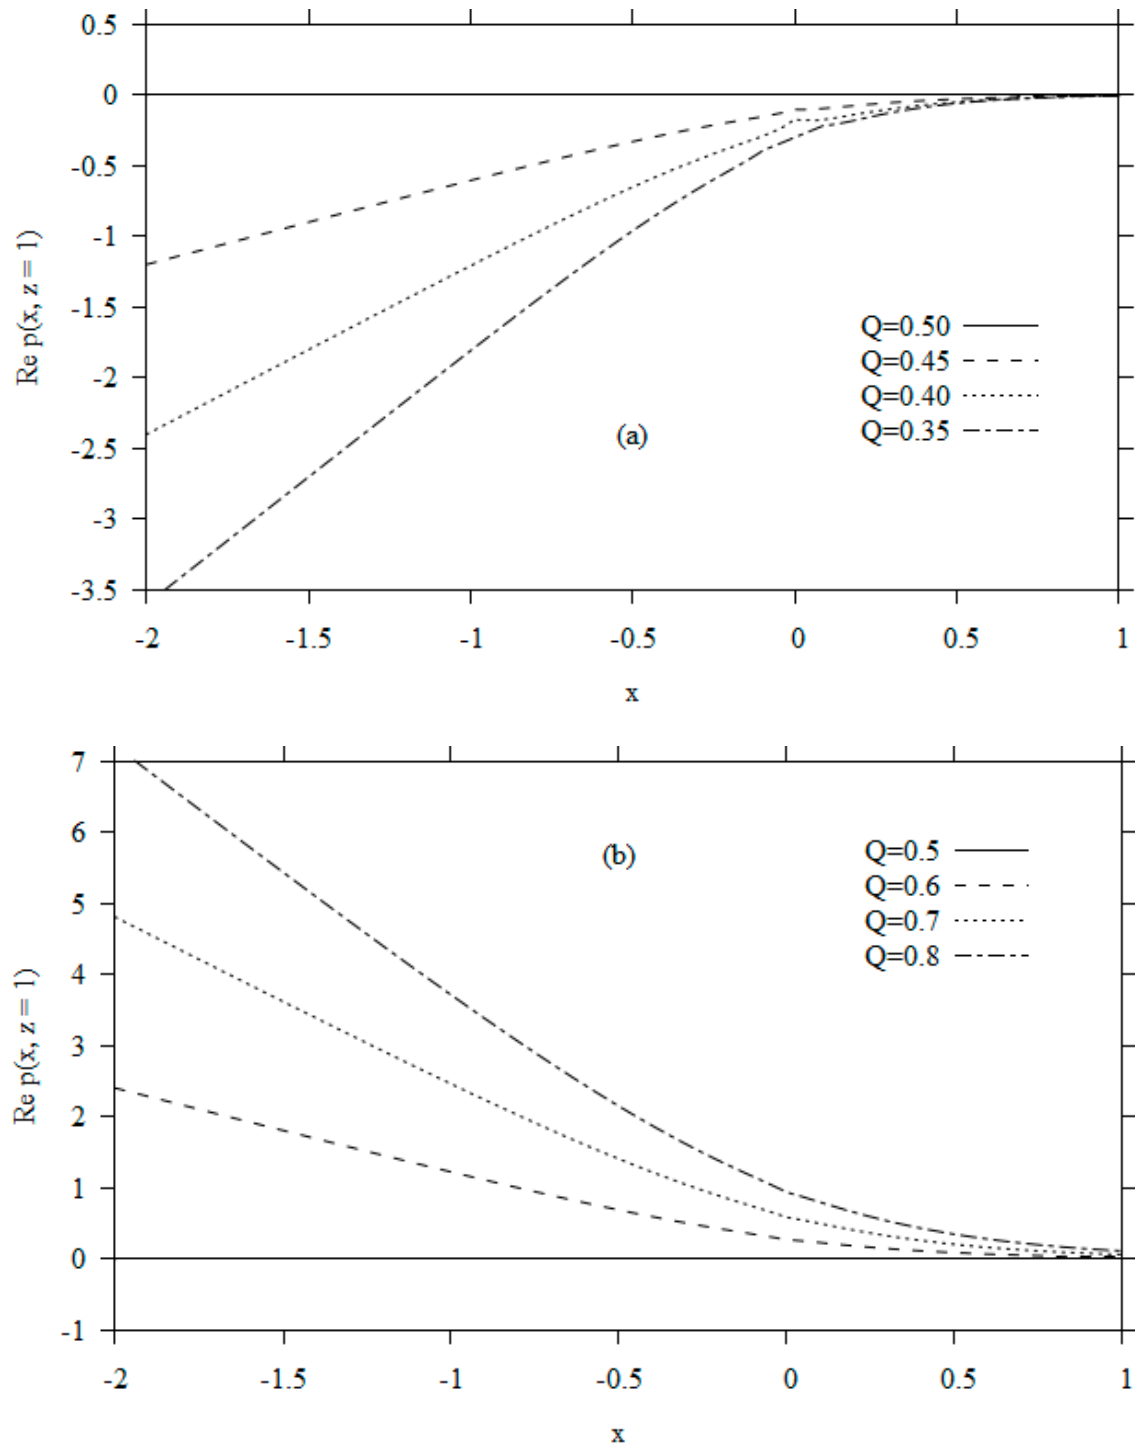 0.5
0
-0.5
-1
-1.5
-2
-2.5
-3
-3.5
Re p(x, z = 1)
Q=0.50
Q=0.45
Q=0.40
Q=0.35
(a)
-2 -1.5 -1 -0.5 0 0.5 1
x
7
6
5
4
3
2
1
0
-1
Re p(x, z = 1)
(b)
Q=0.5
Q=0.6
Q=0.7
Q=0.8
-2 -1.5 -1 -0.5 0 0.5 1
x